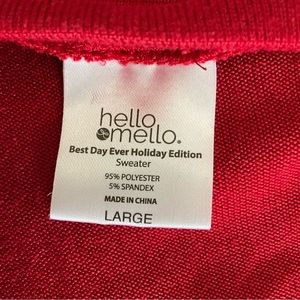 hello
mello®
Best Day Ever Holiday Edition
Sweater
95% POLYESTER
5% SPANDEX
MADE IN CHINA
LARGE